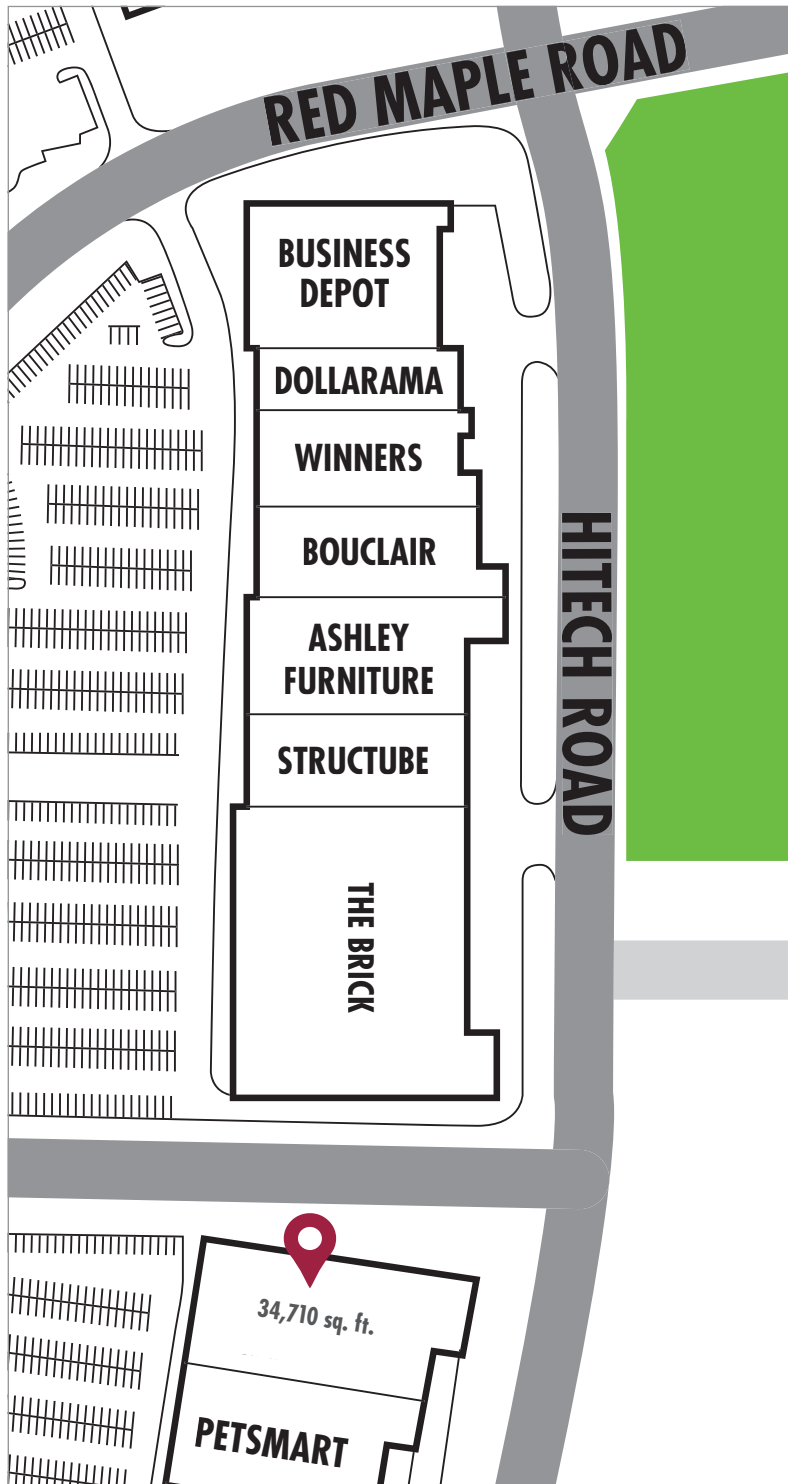 RED MAPLE ROAD
BUSINESS
DEPOT
DOLLARAMA
WINNERS
BOUCLAIR
HITECH ROAD
ASHLEY
FURNITURE
STRUCTUBE
THE BRICK
34,710 sq. ft.
PETSMART